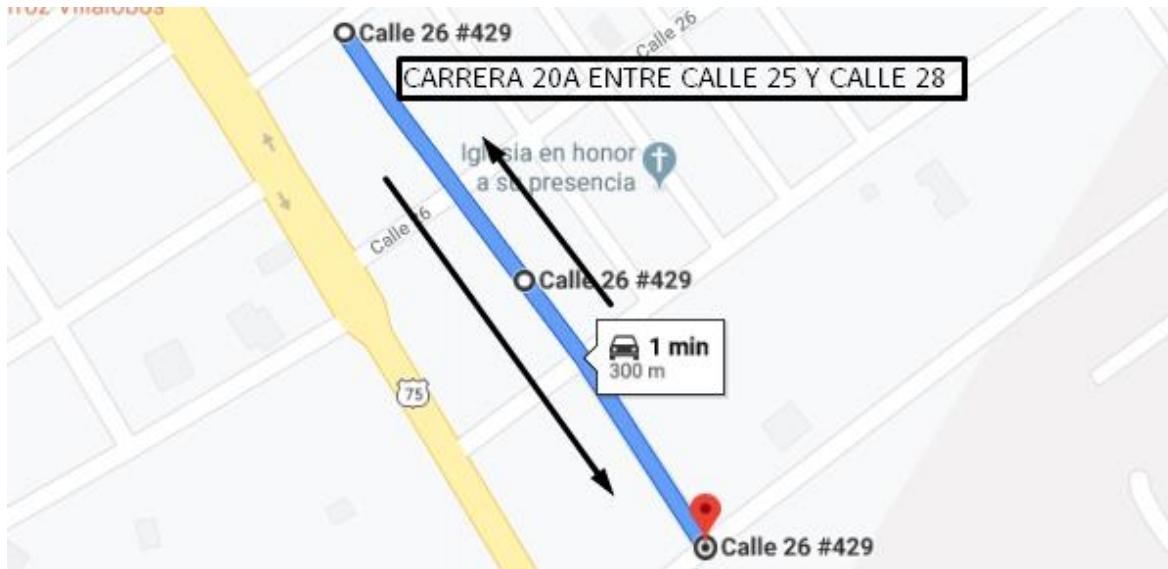 Villalobos
Calle 26 #429
Calle 26
CARRERA 20A ENTRE CALLE 25 Y CALLE 28
Iglesia en honor
a su presencia
Calle 26
Calle 26 #429
1 min
300 m
75
Calle 26 #429